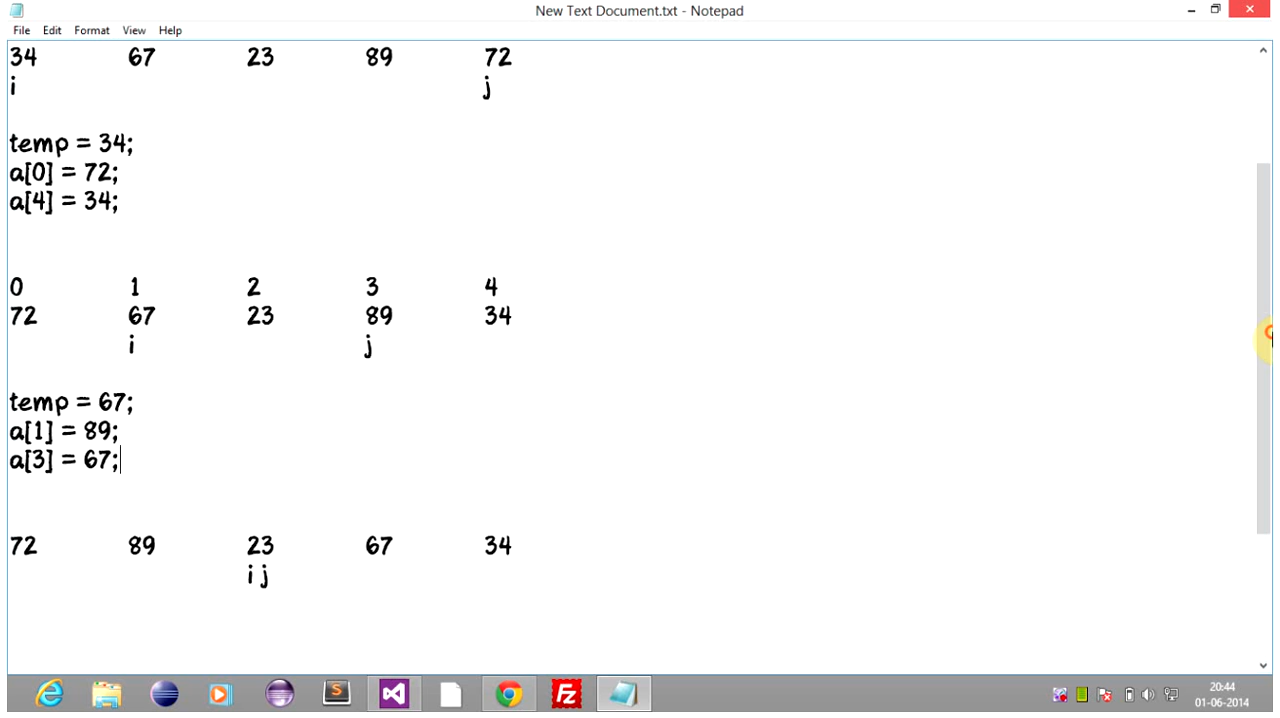 New Text Document.txt - Notepad
File Edit Format View Help
34 67 23 89 72
i j
temp = 34;
a[0] = 72;
a[4] = 34;
0 1 2 3 4
72 67 23 89 34
i j
temp = 67;
a[1] = 89;
a[3] = 67;
72 89 23 67 34
i j
S Fz
20:44
01-06-2014